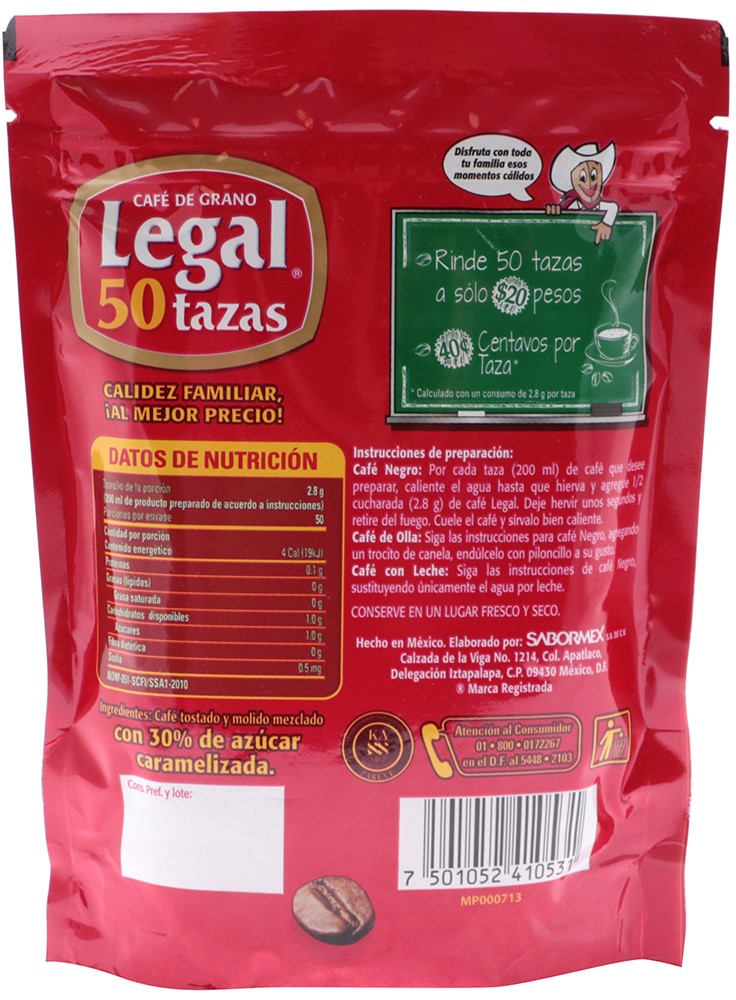 CAFÉ DE GRANO
Legal®
50 tazas
CALIDEZ FAMILIAR,
¡AL MEJOR PRECIO!
Disfruta con toda
tu familia esos
momentos cálidos
Rinde 50 tazas
a sólo $20 pesos
40¢ Centavos por
Taza*
* Calculado con un consumo de 2.8 g por taza
DATOS DE NUTRICIÓN
Tamaño de la porción 2.8 g
(200 ml de producto preparado de acuerdo a instrucciones)
Porciones por envase 50
Cantidad por porción
Contenido energético 4 Cal (19kJ)
Proteínas 0.1 g
Grasas (lípidos) 0 g
Grasa saturada 0 g
Carbohidratos disponibles 1.0 g
Azúcares 1.0 g
Fibra dietética 0 g
Sodio 0.5 mg
NOM-051-SCFI/SSA1-2010
Instrucciones de preparación:
Café Negro: Por cada taza (200 ml) de café que desee
preparar, caliente el agua hasta que hierva y agregue 1/2
cucharada (2.8 g) de café Legal. Deje hervir unos segundos y
retire del fuego. Cuele el café y sirvalo bien caliente.
Café de Olla: Siga las instrucciones para café Negro, agregando
un trocito de canela, endúlcelo con piloncillo a su gusto.
Café con Leche: Siga las instrucciones de café Negro,
sustituyendo únicamente el agua por leche.
CONSERVE EN UN LUGAR FRESCO Y SECO.
Hecho en México. Elaborado por: SABORMEX S.A. DE C.V.
Calzada de la Viga No. 1214, Col. Apatlaco,
Delegación Iztapalapa, C.P. 09430 México, D.F.
® Marca Registrada
Ingredientes: Café tostado y molido mezclado
con 30% de azúcar
caramelizada.
KA
PAREVE
Atención al Consumidor
01 • 800 • 0172267
en el D.F. al 5448 • 2103
Cons. Pref. y lote:
7 501052 410531
MP000713